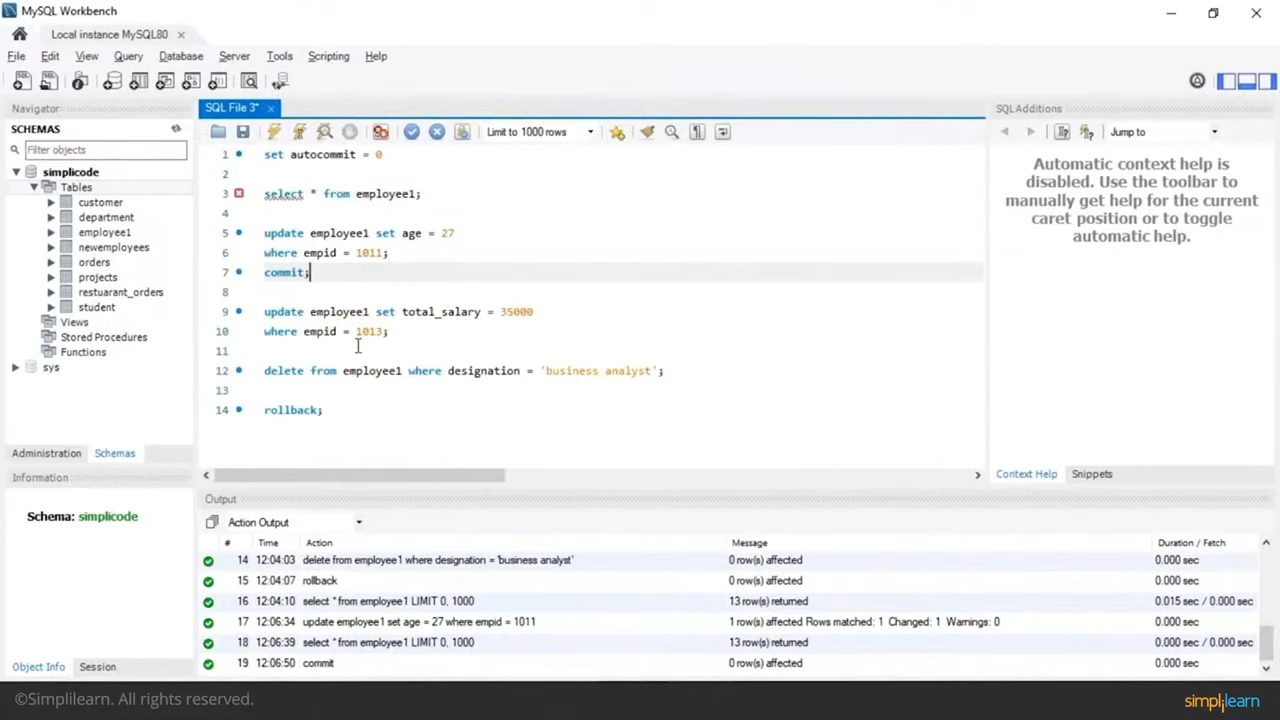 MySQL Workbench
Local instance MySQL80
File Edit View Query Database Server Tools Scripting Help
Navigator
SCHEMAS
Filter objects
simplicode
Tables
customer
department
employee1
newemployees
orders
projects
restuarant_orders
student
Views
Stored Procedures
Functions
sys
Administration Schemas
Information
Schema: simplicode
Object Info Session
SQL File 3*
Limit to 1000 rows
1 set autocommit = 0
2
3 select * from employee1;
4
5 update employee1 set age = 27
6 where empid = 1011;
7 commit;
8
9 update employee1 set total_salary = 35000
10 where empid = 1013;
11
12 delete from employee1 where designation = 'business analyst';
13
14 rollback;
SQL Additions
Jump to
Automatic context help is
disabled. Use the toolbar to
manually get help for the current
caret position or to toggle
automatic help.
Context Help Snippets
Output
Action Output
# Time Action Message Duration / Fetch
14 12:04:03 delete from employee1 where designation = 'business analyst' 0 row(s) affected 0.000 sec
15 12:04:07 rollback 0 row(s) affected 0.000 sec
16 12:04:10 select * from employee1 LIMIT 0, 1000 13 row(s) returned 0.015 sec / 0.000 sec
17 12:06:34 update employee1 set age = 27 where empid = 1011 1 row(s) affected Rows matched: 1 Changed: 1 Warnings: 0 0.000 sec
18 12:06:39 select * from employee1 LIMIT 0, 1000 13 row(s) returned 0.000 sec / 0.000 sec
19 12:06:50 commit 0 row(s) affected 0.000 sec
©Simplilearn. All rights reserved.
simplilearn